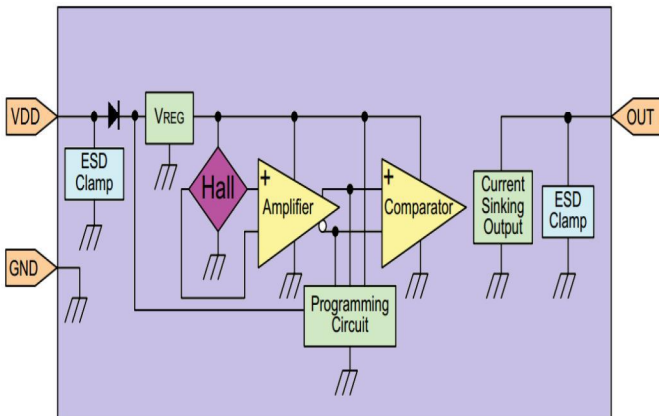 VDD
VREG
OUT
ESD
Clamp
Hall
+
Amplifier
+
Comparator
Current
Sinking
Output
ESD
Clamp
GND
Programming
Circuit